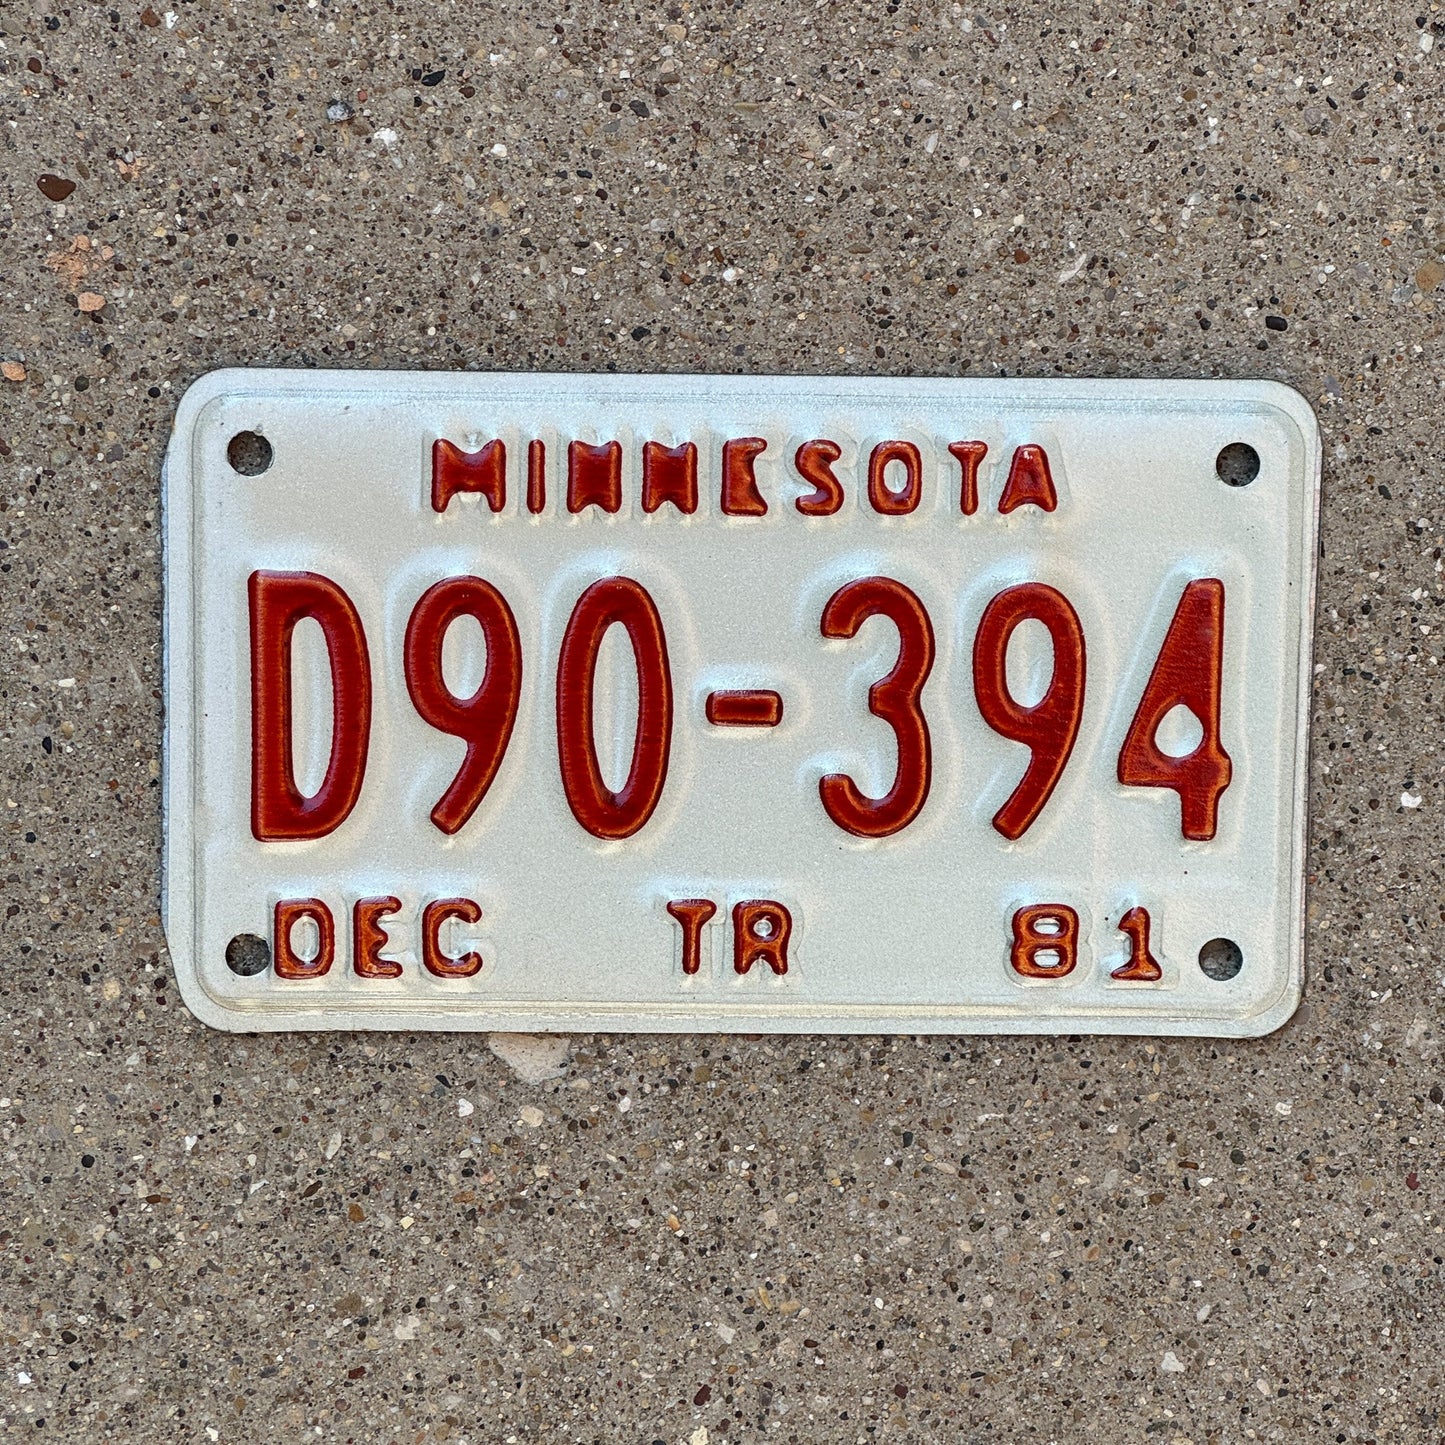 MINNESOTA
D90-394
DEC TR 81